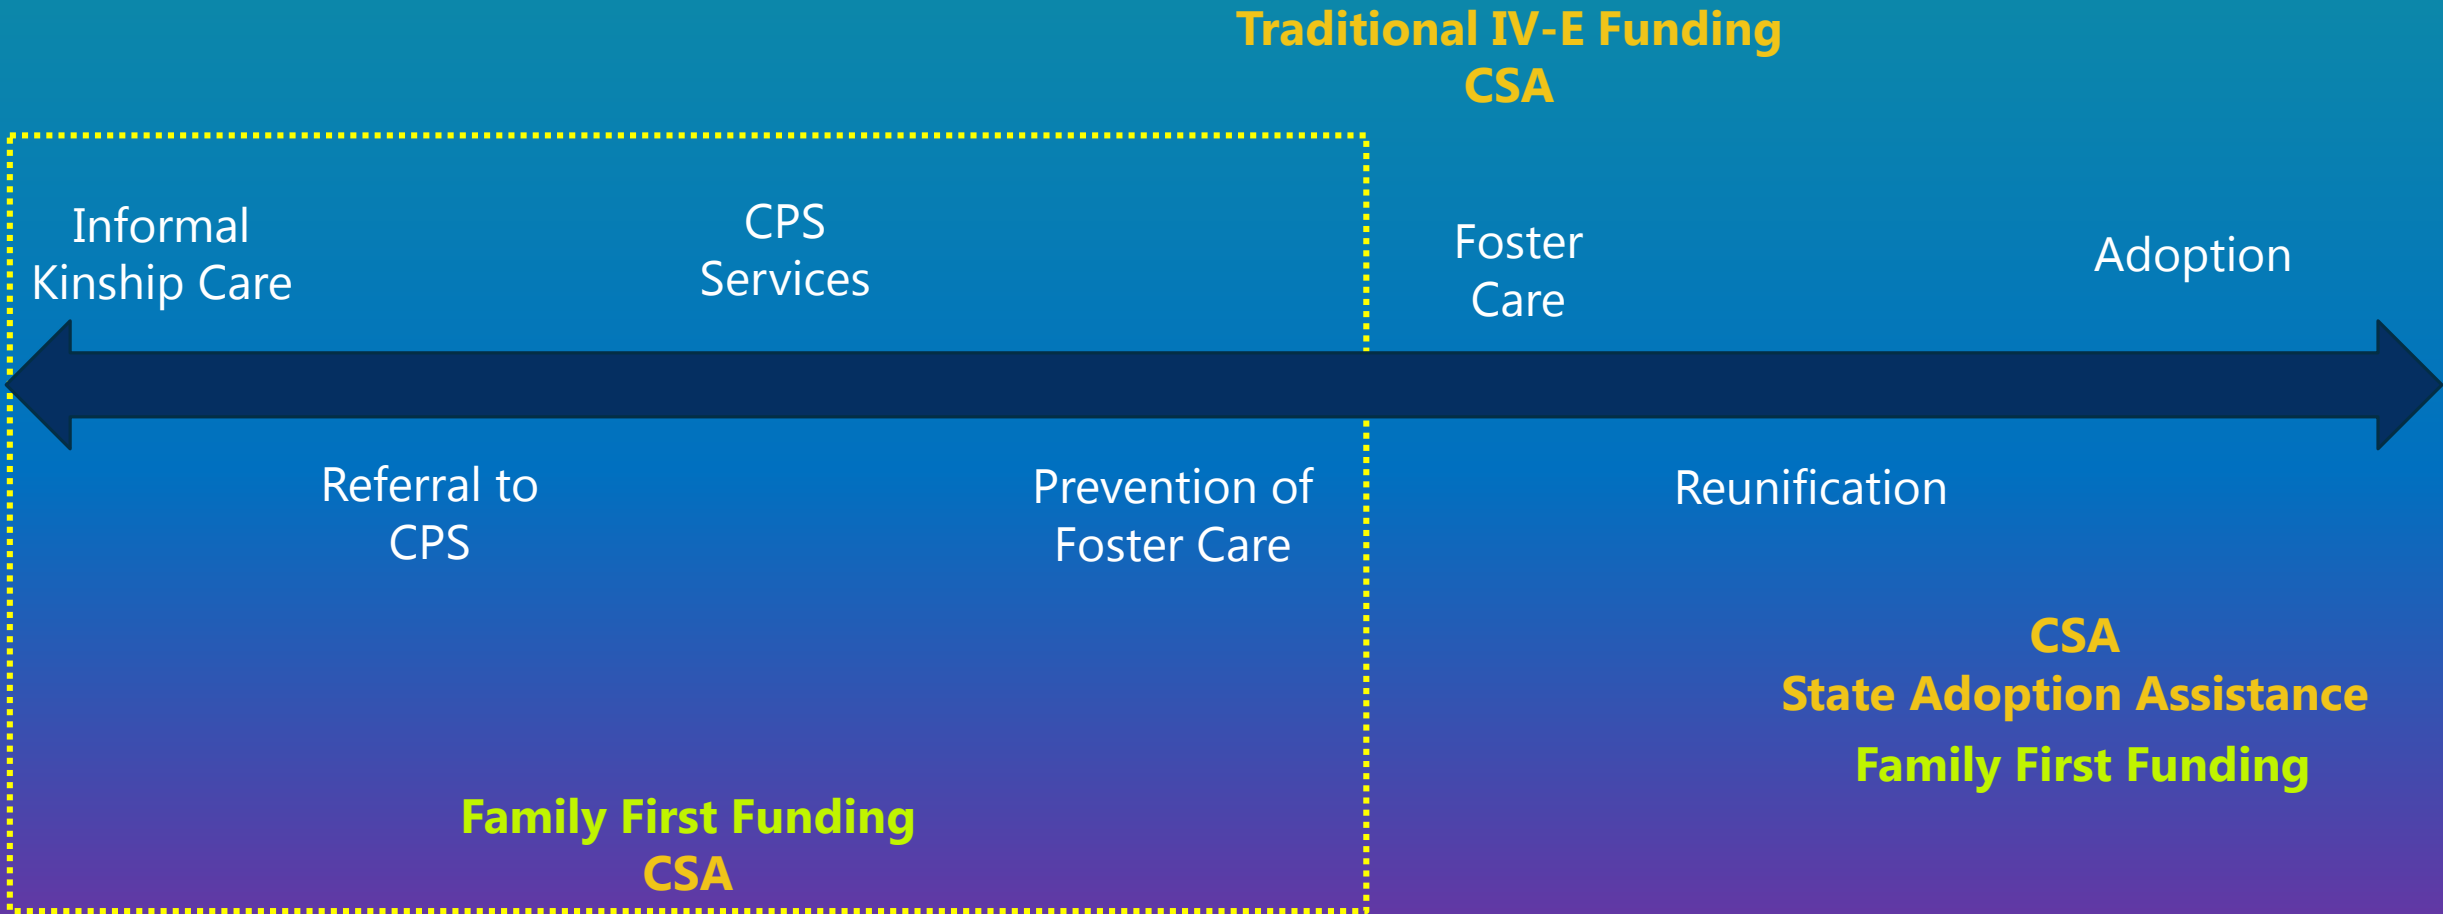 Traditional IV-E Funding
CSA
Informal
Kinship Care
CPS
Services
Foster
Care
Adoption
Referral to
CPS
Prevention of
Foster Care
Reunification
CSA
State Adoption Assistance
Family First Funding
Family First Funding
CSA